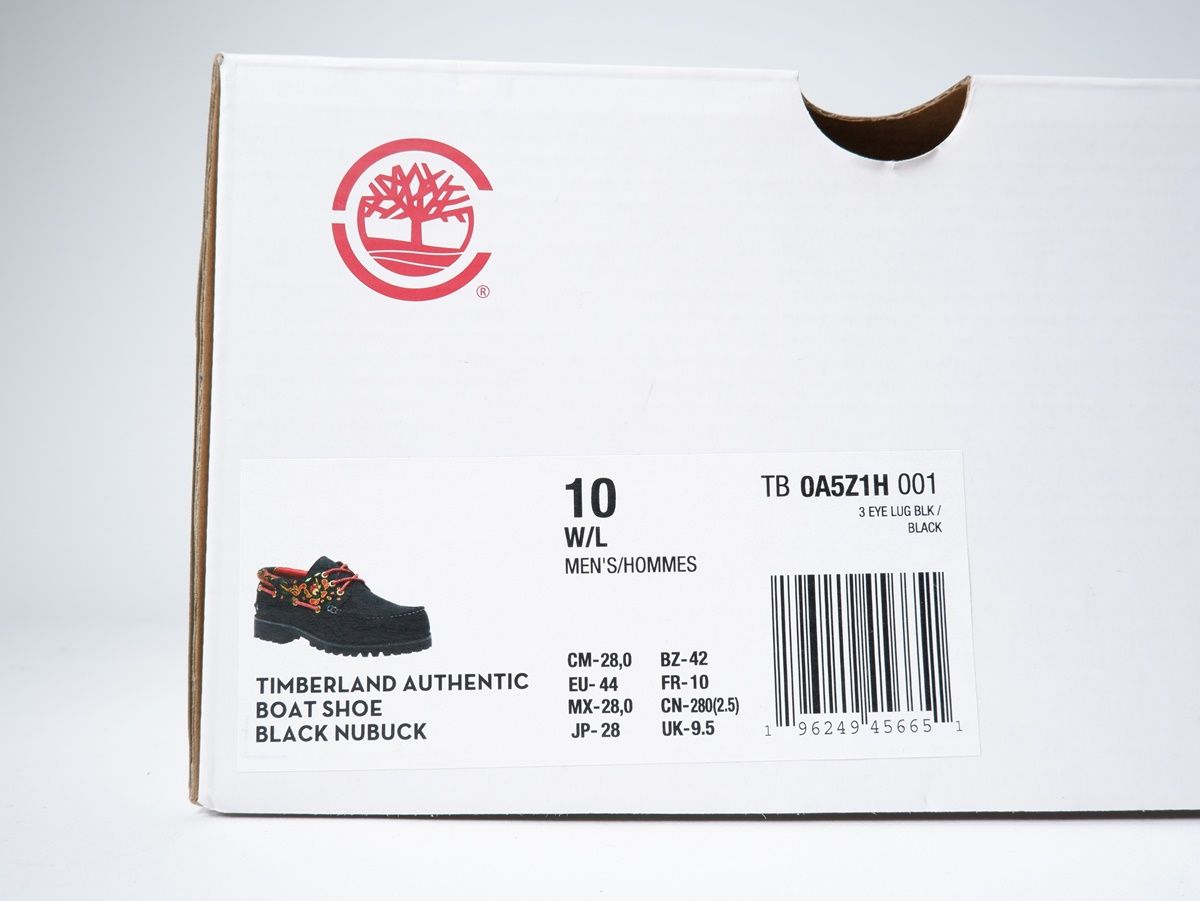 ®
10
W/L
MEN'S/HOMMES
TB 0A5Z1H 001
3 EYE LUG BLK /
BLACK
TIMBERLAND AUTHENTIC
BOAT SHOE
BLACK NUBUCK
CM-28,0 BZ-42
EU- 44 FR- 10
MX-28,0 CN-280(2.5)
JP- 28 UK-9.5
1 96249 45665 1